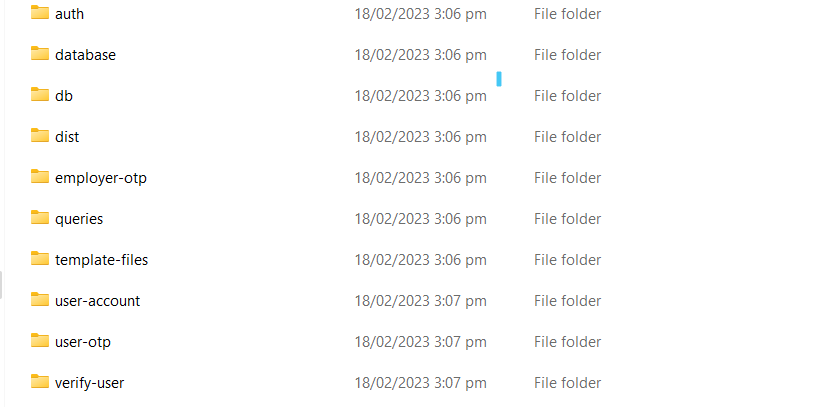 auth 18/02/2023 3:06 pm File folder
database 18/02/2023 3:06 pm File folder
db 18/02/2023 3:06 pm File folder
dist 18/02/2023 3:06 pm File folder
employer-otp 18/02/2023 3:06 pm File folder
queries 18/02/2023 3:06 pm File folder
template-files 18/02/2023 3:06 pm File folder
user-account 18/02/2023 3:07 pm File folder
user-otp 18/02/2023 3:07 pm File folder
verify-user 18/02/2023 3:07 pm File folder